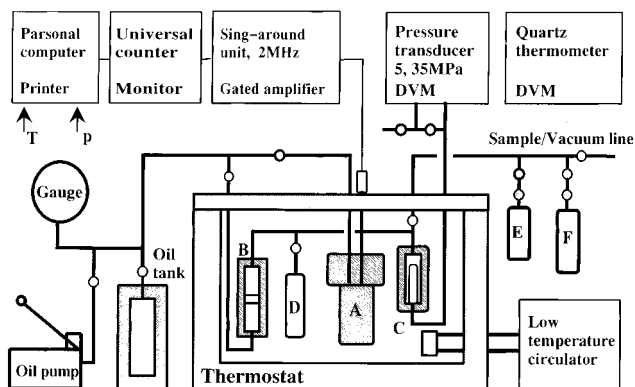 Parsonal
computer
Printer
Universal
counter
Monitor
Sing-around
unit, 2MHz
Gated amplifier
Pressure
transducer
5, 35MPa
DVM
Quartz
thermometer
DVM
T
p
Sample/Vacuum line
Gauge
Oil
tank
B
D
A
C
E
F
Oil pump
Thermostat
Low
temperature
circulator